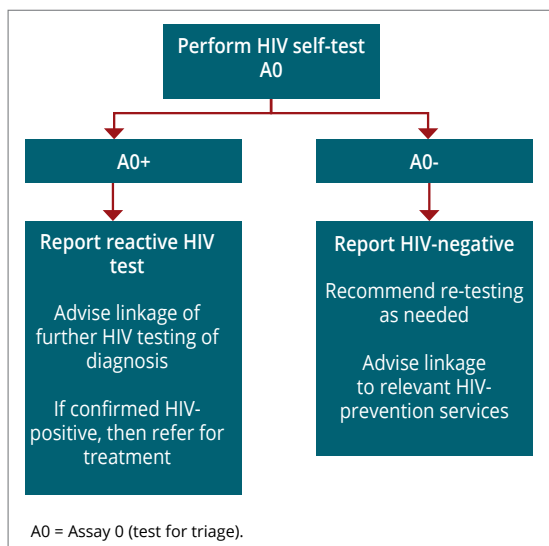 Perform HIV self-test
A0
A0+
A0-
Report reactive HIV
test
Advise linkage of
further HIV testing of
diagnosis
If confirmed HIV-
positive, then refer for
treatment
Report HIV-negative
Recommend re-testing
as needed
Advise linkage
to relevant HIV-
prevention services
A0 = Assay 0 (test for triage).